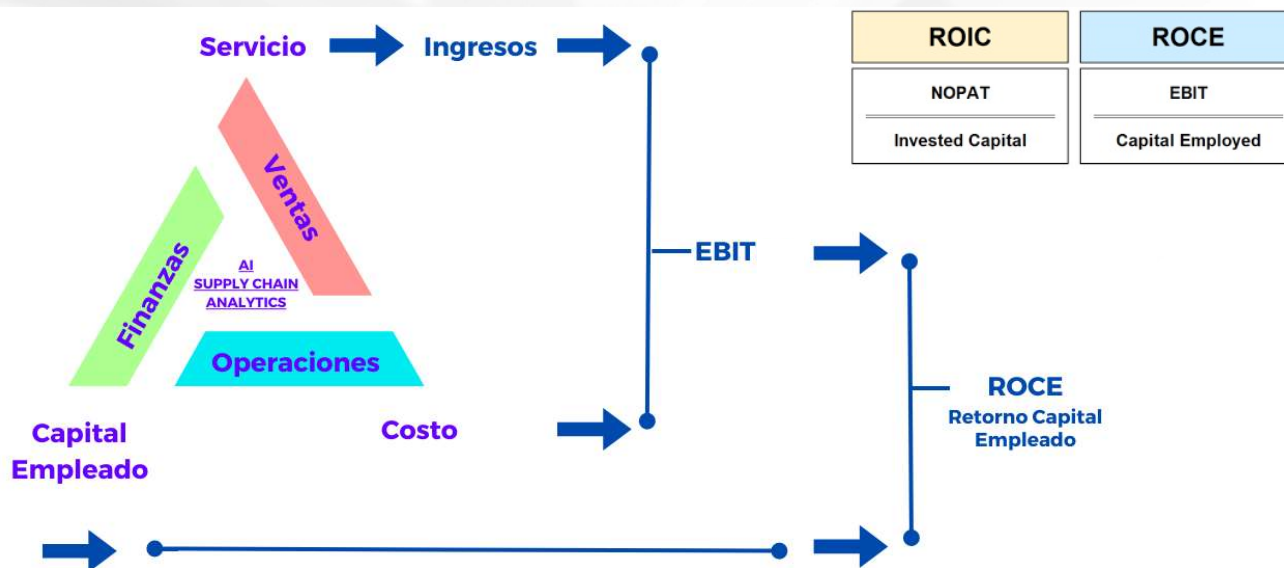 Servicio
Ingresos
ROIC
ROCE
NOPAT
EBIT
Invested Capital
Capital Employed
Ventas
Finanzas
AI
SUPPLY CHAIN
ANALYTICS
Operaciones
EBIT
Capital
Empleado
Costo
ROCE
Retorno Capital
Empleado